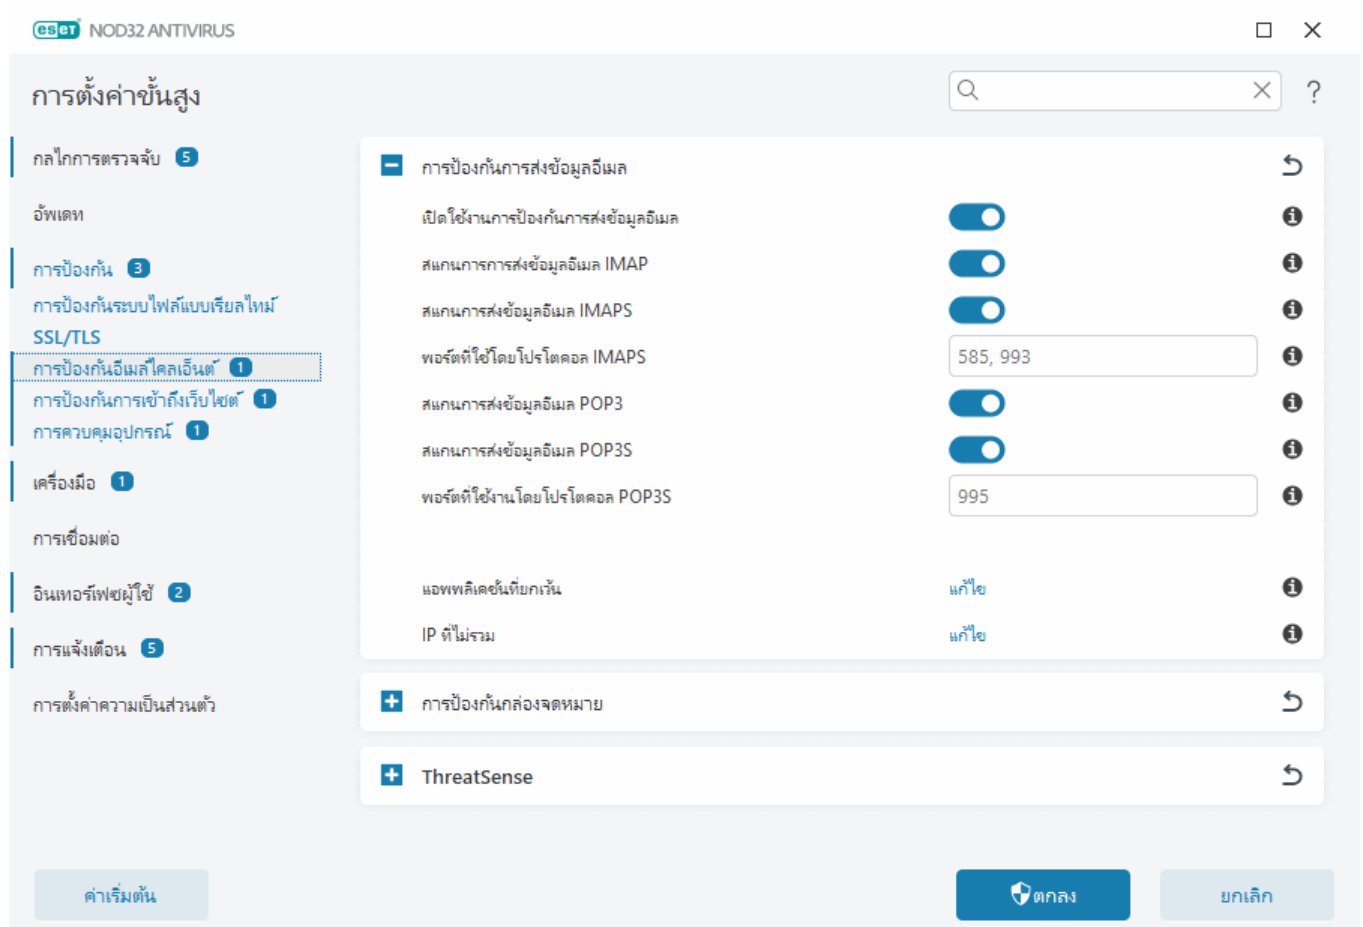 eseT NOD32 ANTIVIRUS
การตั้งค่าขั้นสูง
?
กลไกการตรวจจับ 5
อัพเดท
การป้องกัน 3
การป้องกันระบบไฟล์แบบเรียลไทม์
SSL/TLS
การป้องกันอีเมลไคลเอ็นต์ 1
การป้องกันการเข้าถึงเว็บไซต์ 1
การควบคุมอุปกรณ์ 1
เครื่องมือ 1
การเชื่อมต่อ
อินเทอร์เฟซผู้ใช้ 2
การแจ้งเตือน 5
การตั้งค่าความเป็นส่วนตัว
การป้องกันการส่งข้อมูลอีเมล
เปิดใช้งานการป้องกันการส่งข้อมูลอีเมล
สแกนการการส่งข้อมูลอีเมล IMAP
สแกนการส่งข้อมูลอีเมล IMAPS
พอร์ตที่ใช้โดยโปรโตคอล IMAPS 585, 993
สแกนการส่งข้อมูลอีเมล POP3
สแกนการส่งข้อมูลอีเมล POP3S
พอร์ตที่ใช้งานโดยโปรโตคอล POP3S 995
แอพพลิเคชันที่ยกเว้น แก้ไข
IP ที่ไม่รวม แก้ไข
การป้องกันกล่องจดหมาย
ThreatSense
ค่าเริ่มต้น
ตกลง
ยกเลิก